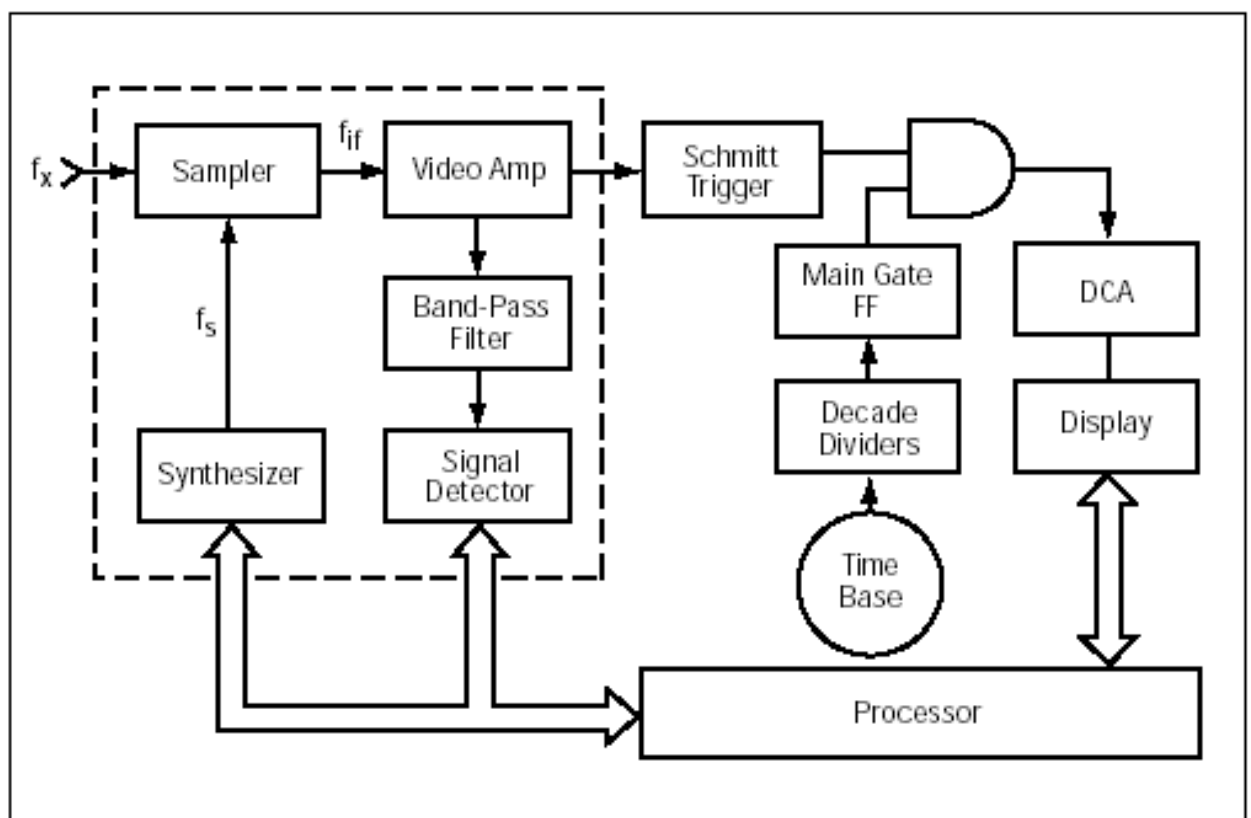 fx
Sampler
fif
Video Amp
Schmitt
Trigger
Main Gate
FF
DCA
Band-Pass
Filter
fs
Decade
Dividers
Display
Synthesizer
Signal
Detector
Time
Base
Processor